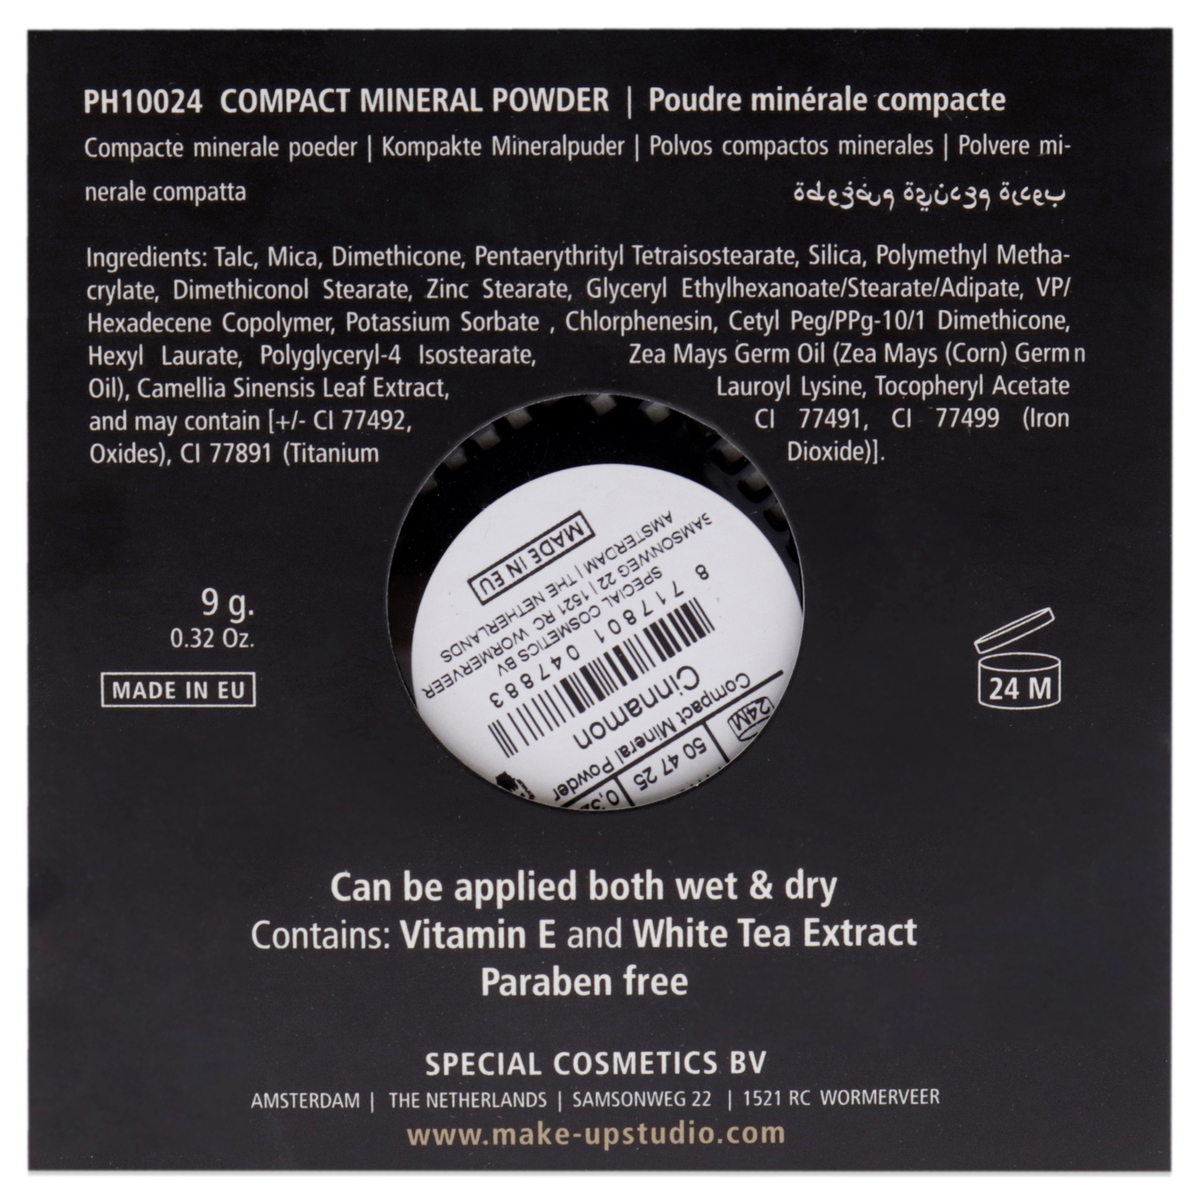 PH10024 COMPACT MINERAL POWDER | Poudre minérale compacte
Compacte minerale poeder | Kompakte Mineralpuder | Polvos compactos minerales | Polvere mi-
nerale compatta
Ingredients: Talc, Mica, Dimethicone, Pentaerythrityl Tetraisostearate, Silica, Polymethyl Metha-
crylate, Dimethiconol Stearate, Zinc Stearate, Glyceryl Ethylhexanoate/Stearate/Adipate, VP/
Hexadecene Copolymer, Potassium Sorbate , Chlorphenesin, Cetyl Peg/PPg-10/1 Dimethicone,
Hexyl Laurate, Polyglyceryl-4 Isostearate, Zea Mays Germ Oil (Zea Mays (Corn) Germ n
Oil), Camellia Sinensis Leaf Extract, Lauroyl Lysine, Tocopheryl Acetate
and may contain [+/- CI 77492, CI 77491, CI 77499 (Iron
Oxides), CI 77891 (Titanium Dioxide)].
9 g.
0.32 Oz.
MADE IN EU
24 M
24M
50 47 25
Compact Mineral Powder
Cinnamon
8 717801 047883
SPECIAL COSMETICS BV
SAMSONWEG 22 | 1521 RC WORMERVEER
AMSTERDAM | THE NETHERLANDS
MADE IN EU
Can be applied both wet & dry
Contains: Vitamin E and White Tea Extract
Paraben free
SPECIAL COSMETICS BV
AMSTERDAM | THE NETHERLANDS | SAMSONWEG 22 | 1521 RC WORMERVEER
www.make-upstudio.com